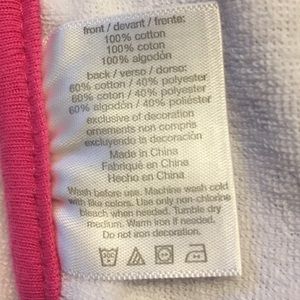 front / devant / frente:
100% cotton
100% coton
100% algodón
back / verso / dorso:
60% cotton / 40% polyester
60% coton / 40% polyester
60% algodón / 40% poliéster
exclusive of decoration
ornements non compris
excluyendo la decoración
Made in China
Fabriqué en China
Hecho en China
Wash before use. Machine wash cold
with like colors. Use only non-chlorine
bleach when needed. Tumble dry
medium. Warm iron if needed.
Do not iron decoration.